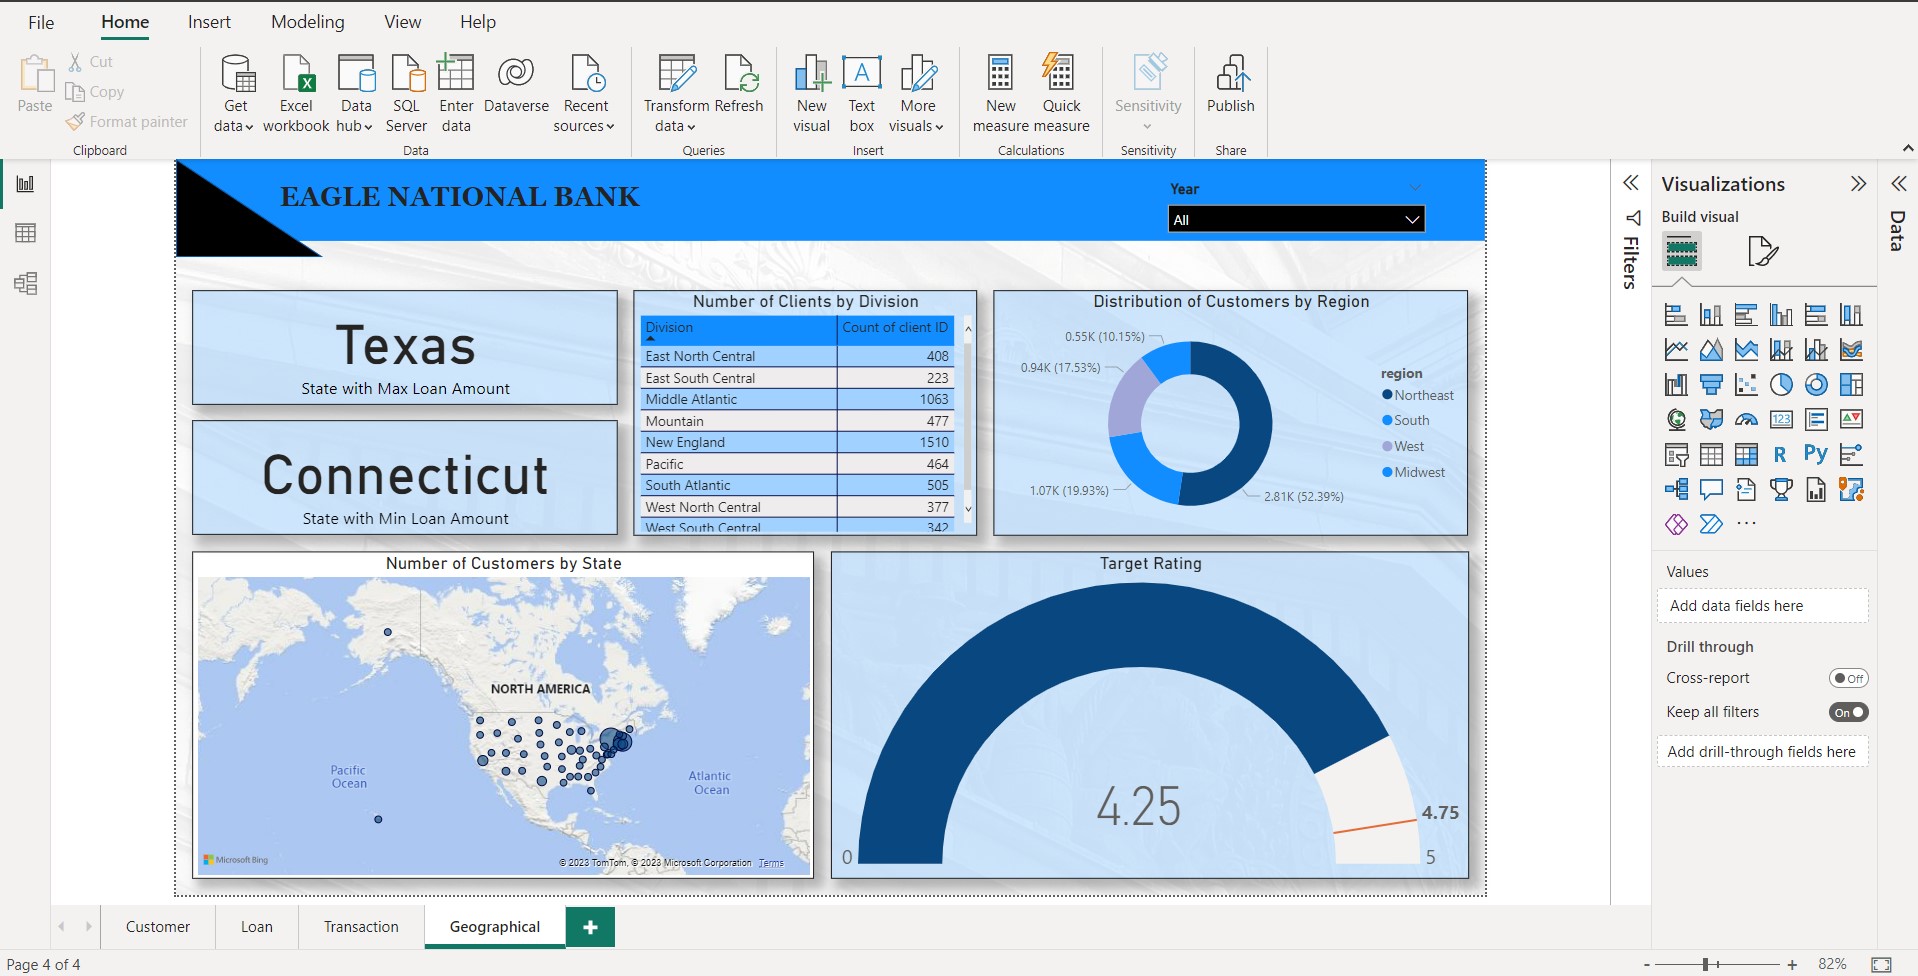 File Home Insert Modeling View Help
Paste
Cut
Copy
Format painter
Clipboard
Get data
Excel workbook
Data hub
SQL Server
Enter data
Dataverse
Recent sources
Data
Transform data
Refresh
Queries
New visual
Text box
More visuals
Insert
New measure
Quick measure
Calculations
Sensitivity
Sensitivity
Publish
Share
EAGLE NATIONAL BANK
Year
All
Texas
State with Max Loan Amount
Connecticut
State with Min Loan Amount
Number of Clients by Division
Division Count of client ID
East North Central 408
East South Central 223
Middle Atlantic 1063
Mountain 477
New England 1510
Pacific 464
South Atlantic 505
West North Central 377
West South Central 342
Distribution of Customers by Region
0.55K (10.15%)
0.94K (17.53%)
1.07K (19.93%)
2.81K (52.39%)
region
Northeast
South
West
Midwest
Number of Customers by State
NORTH AMERICA
Pacific
Ocean
Atlantic
Ocean
Microsoft Bing
© 2023 TomTom, © 2023 Microsoft Corporation Terms
Target Rating
4.25
4.75
0
5
Filters
Visualizations
Build visual
123
R
Py
Values
Add data fields here
Drill through
Cross-report
Off
Keep all filters
On
Add drill-through fields here
Data
Customer
Loan
Transaction
Geographical
+
Page 4 of 4
- + 82%